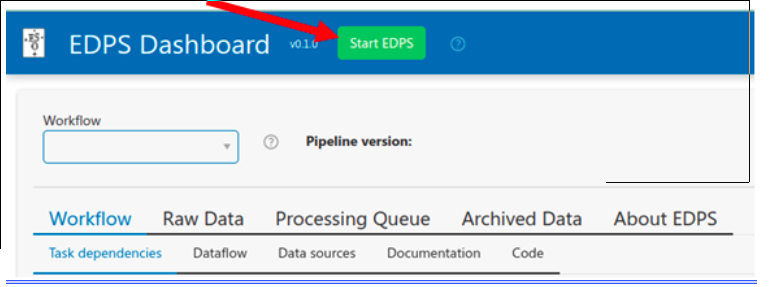 EDPS Dashboard v0.1.0 Start EDPS ?
Workflow
? Pipeline version:
Workflow Raw Data Processing Queue Archived Data About EDPS
Task dependencies Dataflow Data sources Documentation Code